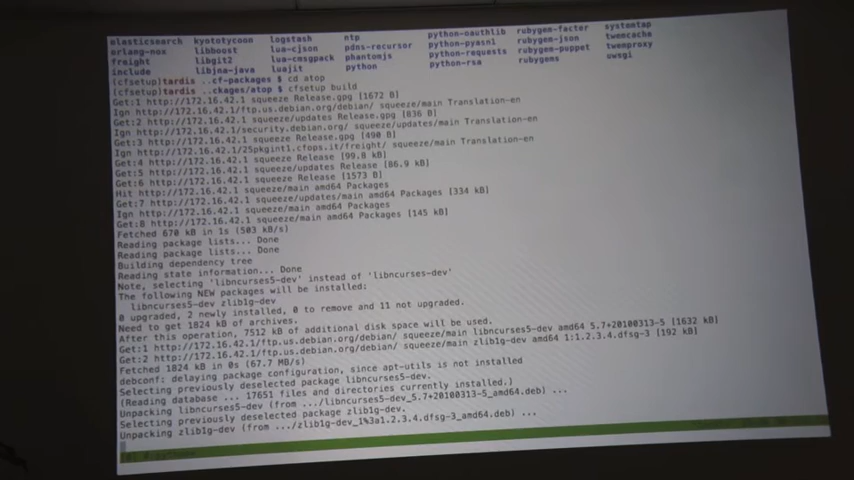 elasticsearch kyototycoon logstash ntp python-oauthlib rubygem-facter systemtap
erlang-nox libboost lua-cjson pdns-recursor python-pyasn1 rubygem-json twemcache
freight libgit2 lua-cmsgpack phantomjs python-requests rubygem-puppet twemproxy
include libjna-java luajit python python-rsa rubygems uwsgi
(cfsetup)tardis ..cf-packages $ cd atop
(cfsetup)tardis ..ckages/atop $ cfsetup build
Get:1 http://172.16.42.1 squeeze Release.gpg [1672 B]
Ign http://172.16.42.1/ftp.us.debian.org/debian/ squeeze/main Translation-en
Get:2 http://172.16.42.1 squeeze/updates Release.gpg [836 B]
Ign http://172.16.42.1/security.debian.org/ squeeze/updates/main Translation-en
Get:3 http://172.16.42.1 squeeze Release.gpg [490 B]
Ign http://172.16.42.1/25pkgint1.cfops.it/freight/ squeeze/main Translation-en
Get:4 http://172.16.42.1 squeeze Release [99.8 kB]
Get:5 http://172.16.42.1 squeeze/updates Release [86.9 kB]
Get:6 http://172.16.42.1 squeeze Release [1573 B]
Hit http://172.16.42.1 squeeze/main amd64 Packages
Get:7 http://172.16.42.1 squeeze/updates/main amd64 Packages [334 kB]
Ign http://172.16.42.1 squeeze/main amd64 Packages
Get:8 http://172.16.42.1 squeeze/main amd64 Packages [145 kB]
Fetched 670 kB in 1s (503 kB/s)
Reading package lists... Done
Reading package lists... Done
Building dependency tree
Reading state information... Done
Note, selecting 'libncurses5-dev' instead of 'libncurses-dev'
The following NEW packages will be installed:
libncurses5-dev zlib1g-dev
0 upgraded, 2 newly installed, 0 to remove and 11 not upgraded.
Need to get 1824 kB of archives.
After this operation, 7512 kB of additional disk space will be used.
Get:1 http://172.16.42.1/ftp.us.debian.org/debian/ squeeze/main libncurses5-dev amd64 5.7+20100313-5 [1632 kB]
Get:2 http://172.16.42.1/ftp.us.debian.org/debian/ squeeze/main zlib1g-dev amd64 1:1.2.3.4.dfsg-3 [192 kB]
Fetched 1824 kB in 0s (67.7 MB/s)
debconf: delaying package configuration, since apt-utils is not installed
Selecting previously deselected package libncurses5-dev.
(Reading database ... 17651 files and directories currently installed.)
Unpacking libncurses5-dev (from .../libncurses5-dev_5.7+20100313-5_amd64.deb) ...
Selecting previously deselected package zlib1g-dev.
Unpacking zlib1g-dev (from .../zlib1g-dev_1%3a1.2.3.4.dfsg-3_amd64.deb) ...